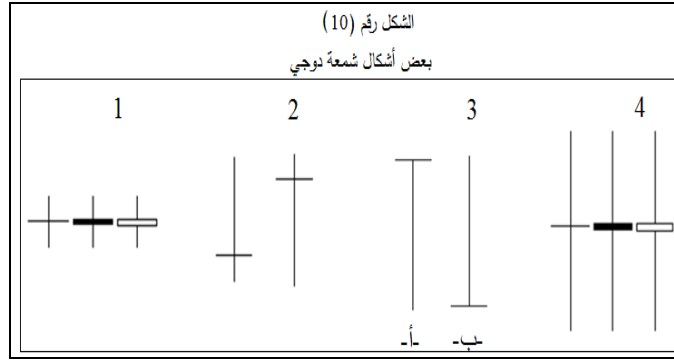 الشكل رقم (10)
بعض أشكال شمعة دوجي
1 2 3 4
-أ- -ب-